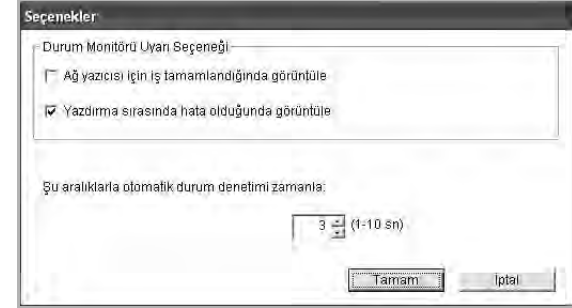 Seçenekler
Durum Monitörü Uyarı Seçeneği
Ağ yazıcısı için iş tamamlandığında görüntüle
Yazdırma sırasında hata olduğunda görüntüle
Şu aralıklarla otomatik durum denetimi zamanla:
3 (1-10 sn)
Tamam İptal